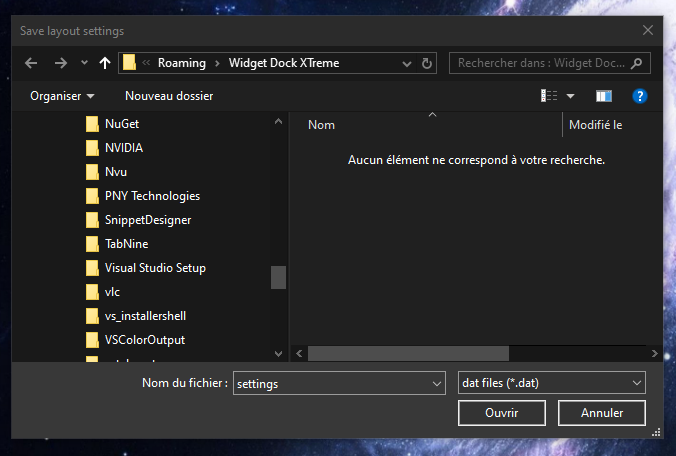 Save layout settings
Roaming › Widget Dock XTreme
Rechercher dans : Widget Doc...
Organiser
Nouveau dossier
NuGet
NVIDIA
Nvu
PNY Technologies
SnippetDesigner
TabNine
Visual Studio Setup
vlc
vs_installershell
VSColorOutput
Nom
Modifié le
Aucun élément ne correspond à votre recherche.
Nom du fichier :
settings
dat files (*.dat)
Ouvrir
Annuler